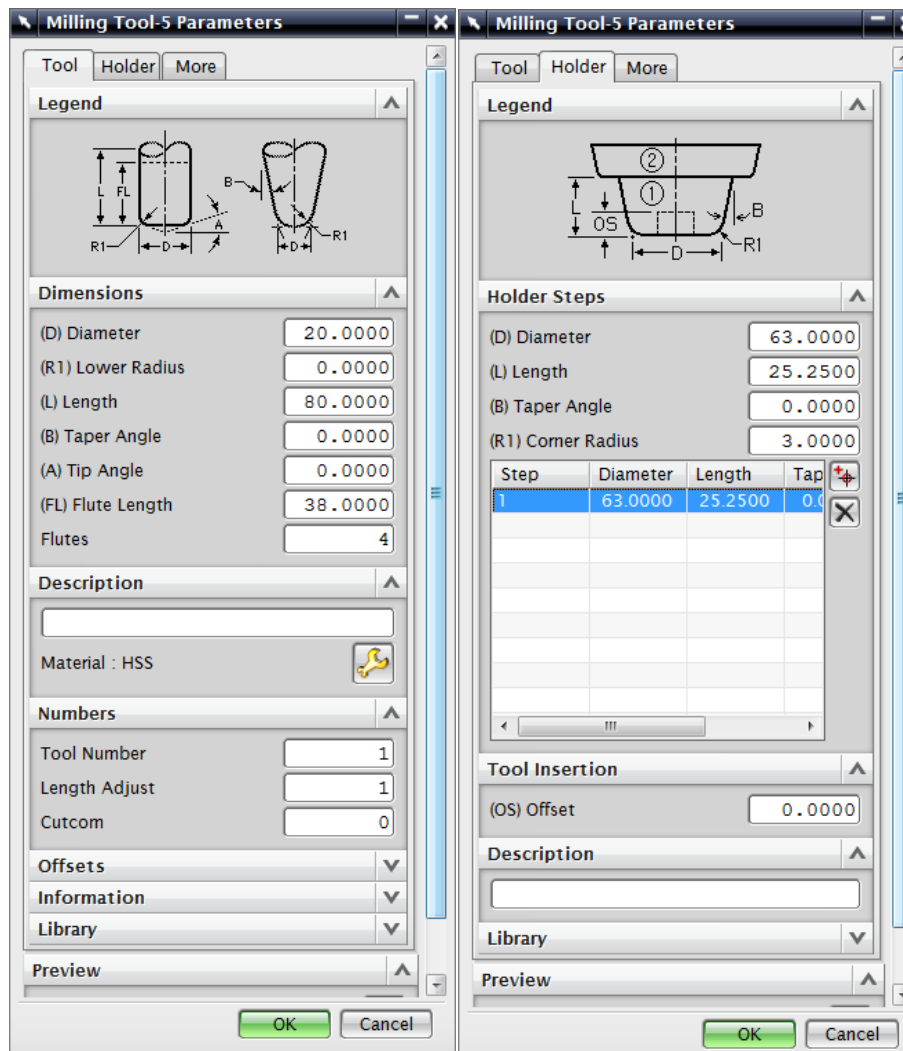 Milling Tool-5 Parameters
Tool Holder More
Legend
L FL B A R1 D R1 D
Dimensions
(D) Diameter 20.0000
(R1) Lower Radius 0.0000
(L) Length 80.0000
(B) Taper Angle 0.0000
(A) Tip Angle 0.0000
(FL) Flute Length 38.0000
Flutes 4
Description
Material : HSS
Numbers
Tool Number 1
Length Adjust 1
Cutcom 0
Offsets
Information
Library
Preview
OK Cancel
Milling Tool-5 Parameters
Tool Holder More
Legend
2
1
L OS B D R1
Holder Steps
(D) Diameter 63.0000
(L) Length 25.2500
(B) Taper Angle 0.0000
(R1) Corner Radius 3.0000
Step Diameter Length Tap
1 63.0000 25.2500 0.0
Tool Insertion
(OS) Offset 0.0000
Description
Library
Preview
OK Cancel